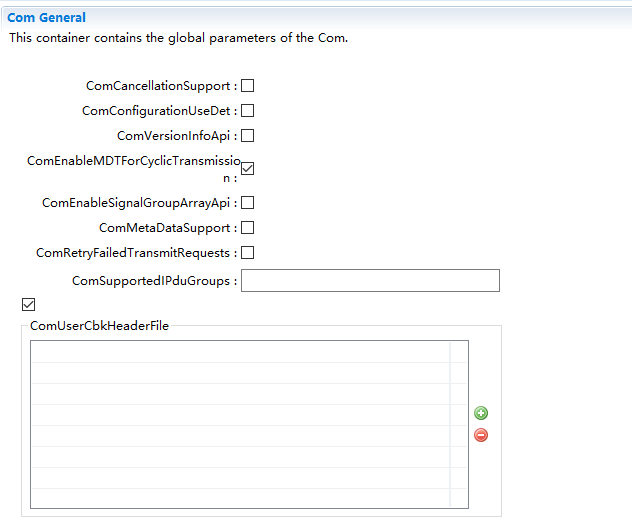 Com General
This container contains the global parameters of the Com.
ComCancellationSupport :
ComConfigurationUseDet :
ComVersionInfoApi :
ComEnableMDTForCyclicTransmissio
n :
ComEnableSignalGroupArrayApi :
ComMetaDataSupport :
ComRetryFailedTransmitRequests :
ComSupportedIPduGroups :
ComUserCbkHeaderFile